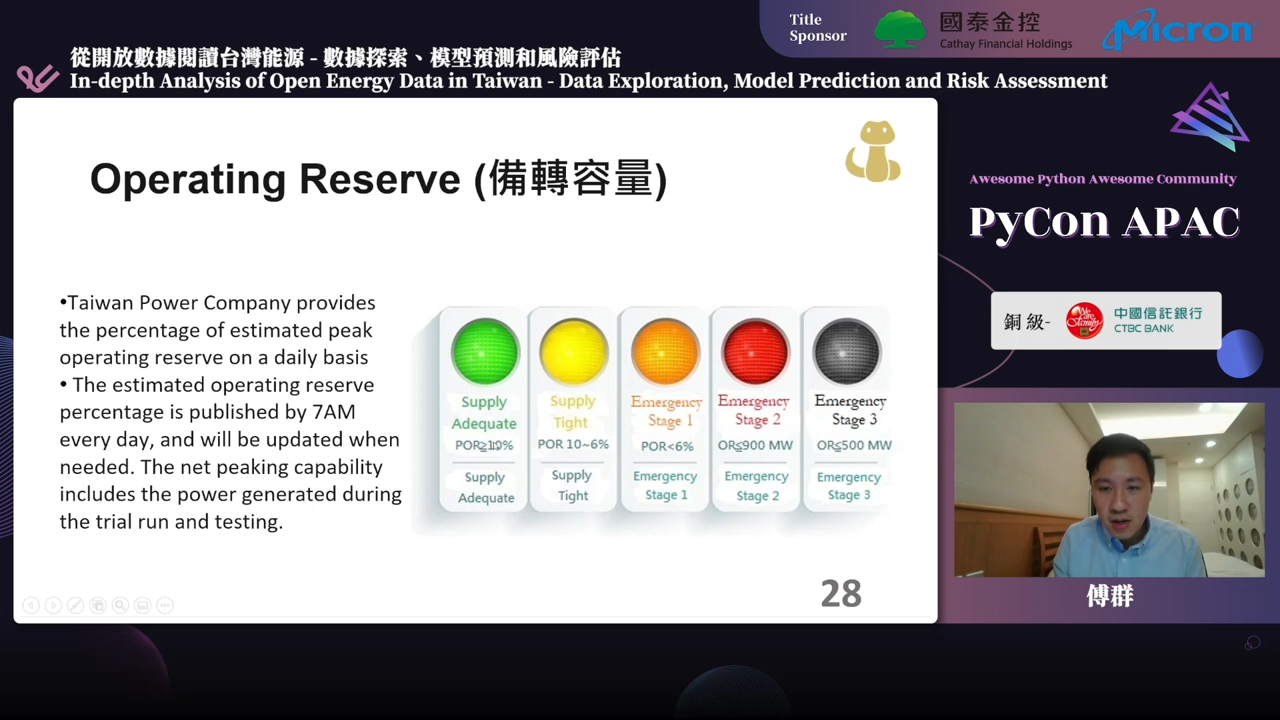 Title
Sponsor
國泰金控
Cathay Financial Holdings
Micron
從開放數據閱讀台灣能源 - 數據探索、模型預測和風險評估
In-depth Analysis of Open Energy Data in Taiwan - Data Exploration, Model Prediction and Risk Assessment
Operating Reserve (備轉容量)
•Taiwan Power Company provides
the percentage of estimated peak
operating reserve on a daily basis
• The estimated operating reserve
percentage is published by 7AM
every day, and will be updated when
needed. The net peaking capability
includes the power generated during
the trial run and testing.
Supply
Adequate
POR≧10%
Supply
Adequate
Supply
Tight
POR 10~6%
Supply
Tight
Emergency
Stage 1
POR<6%
Emergency
Stage 1
Emergency
Stage 2
OR≦900 MW
Emergency
Stage 2
Emergency
Stage 3
OR≦500 MW
Emergency
Stage 3
28
Awesome Python Awesome Community
PyCon APAC
銅級-
We are
family
中國信託銀行
CTBC BANK
傅群